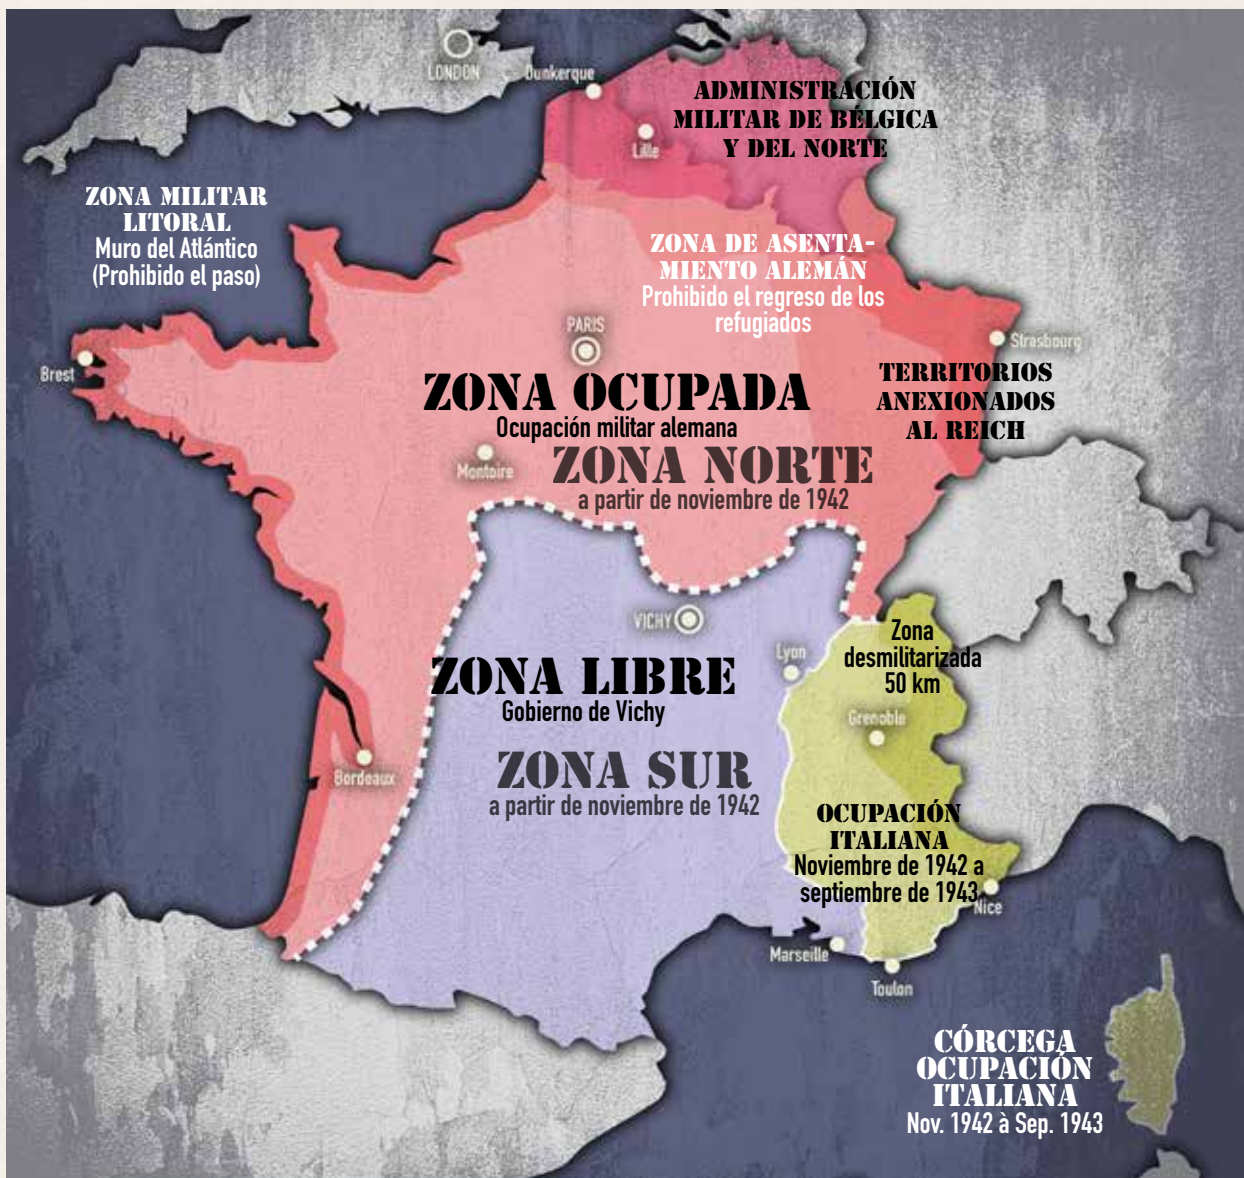 LONDON
Dunkerque
ADMINISTRACIÓN
MILITAR DE BÉLGICA
Y DEL NORTE
Lille
ZONA MILITAR
LITORAL
Muro del Atlántico
(Prohibido el paso)
ZONA DE ASENTA-
MIENTO ALEMÁN
Prohibido el regreso de los
refugiados
PARIS
Strasbourg
Brest
TERRITORIOS
ANEXIONADOS
AL REICH
ZONA OCUPADA
Ocupación militar alemana
Montoire
ZONA NORTE
a partir de noviembre de 1942
VICHY
Zona
desmilitarizada
50 km
Lyon
ZONA LIBRE
Gobierno de Vichy
Grenoble
ZONA SUR
a partir de noviembre de 1942
Bordeaux
OCUPACIÓN
ITALIANA
Noviembre de 1942 a
septiembre de 1943
Nice
Marseille
Toulon
CÓRCEGA
OCUPACIÓN
ITALIANA
Nov. 1942 à Sep. 1943